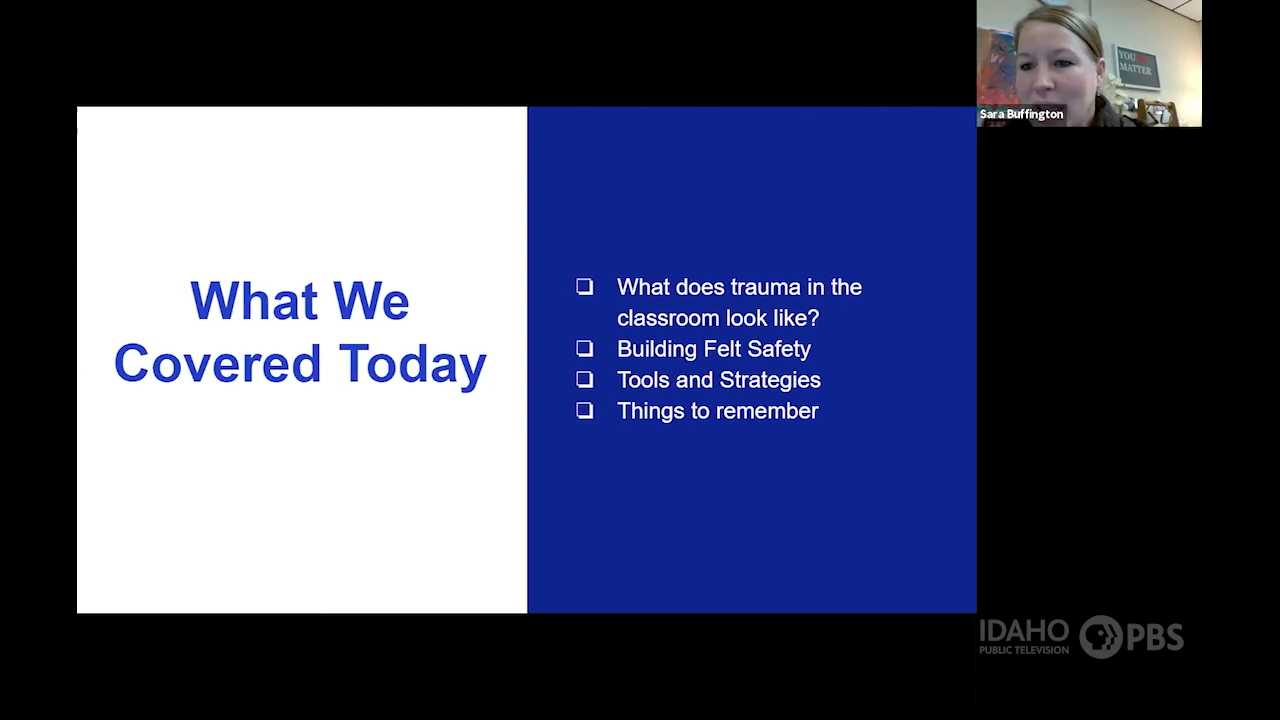 YOU
MATTER
Sara Buffington
What We
Covered Today
❏ What does trauma in the
classroom look like?
❏ Building Felt Safety
❏ Tools and Strategies
❏ Things to remember
IDAHO
PUBLIC TELEVISION
PBS